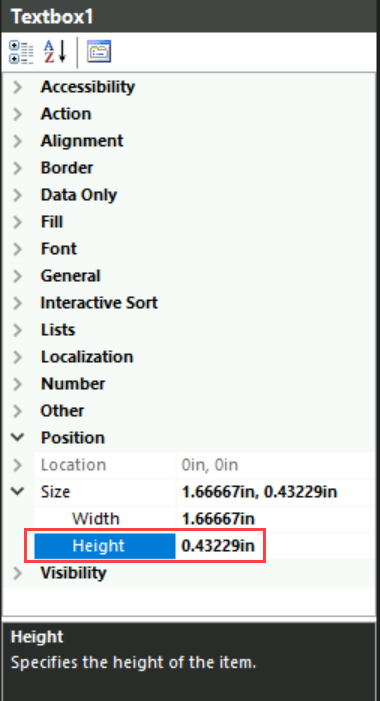 Textbox1
A
Z
Accessibility
Action
Alignment
Border
Data Only
Fill
Font
General
Interactive Sort
Lists
Localization
Number
Other
Position
Location 0in, 0in
Size 1.66667in, 0.43229in
Width 1.66667in
Height 0.43229in
Visibility
Height
Specifies the height of the item.